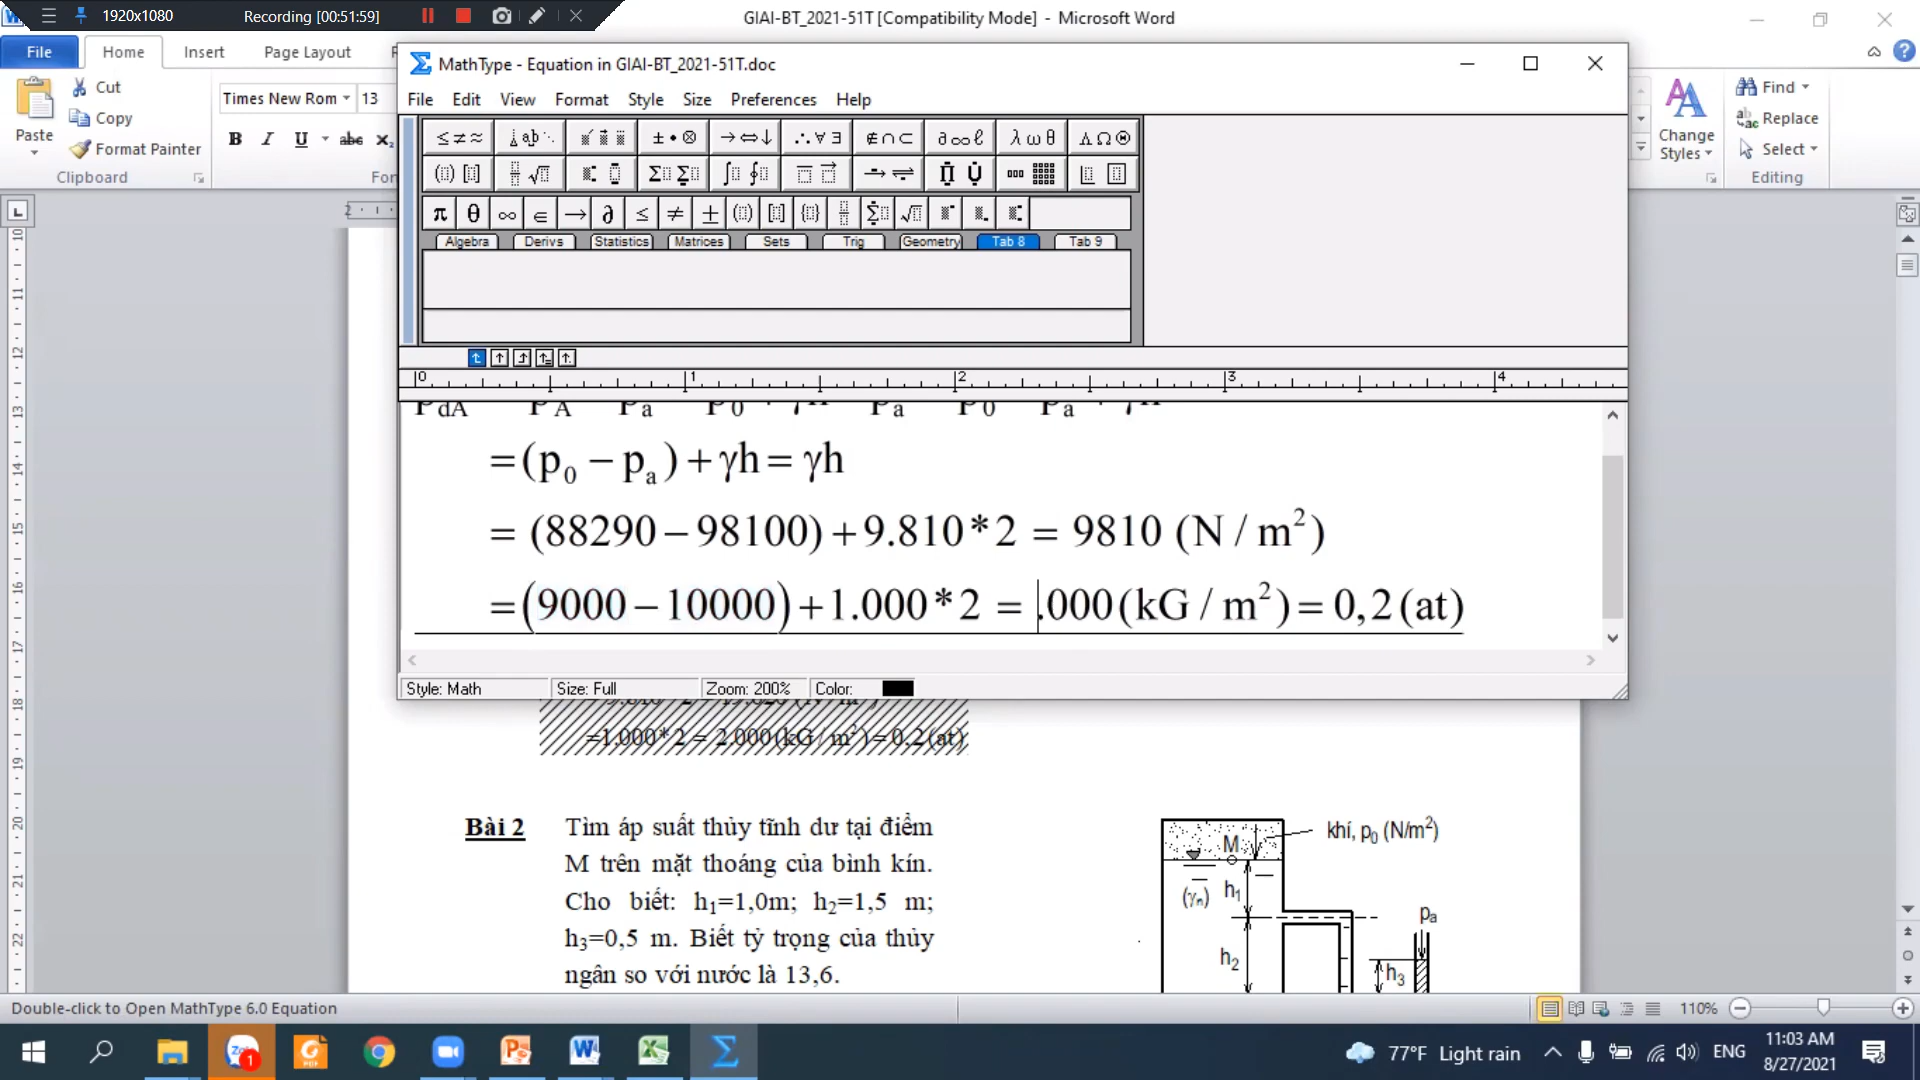 1920x1080 Recording [00:51:59]
GIAI-BT_2021-51T [Compatibility Mode] - Microsoft Word
File Home Insert Page Layout
Cut
Copy
Format Painter
Paste
Clipboard
Times New Rom 13
B I U abc
Change Styles
Find
Replace
Select
Editing
MathType - Equation in GIAI-BT_2021-51T.doc
File Edit View Format Style Size Preferences Help
Algebra Derivs Statistics Matrices Sets Trig Geometry Tab 8 Tab 9
0 1 2 3 4
=(p₀ − pₐ) + γh = γh
= (88290 − 98100) + 9.810 * 2 = 9810 (N / m²)
=(9000 − 10000) + 1.000 * 2 = .000(kG / m²) = 0,2(at)
Style: Math Size: Full Zoom: 200% Color:
=1.000*2 = 2.000(kG / m²) = 0,2(at)
Bài 2 Tìm áp suất thủy tĩnh dư tại điểm
M trên mặt thoáng của bình kín.
Cho biết: h₁=1,0m; h₂=1,5 m;
h₃=0,5 m. Biết tỷ trọng của thủy
ngân so với nước là 13,6.
khí, p₀ (N/m²)
M
(γₙ) h₁
pₐ
h₂
h₃
Double-click to Open MathType 6.0 Equation
110%
77°F Light rain
ENG
11:03 AM
8/27/2021